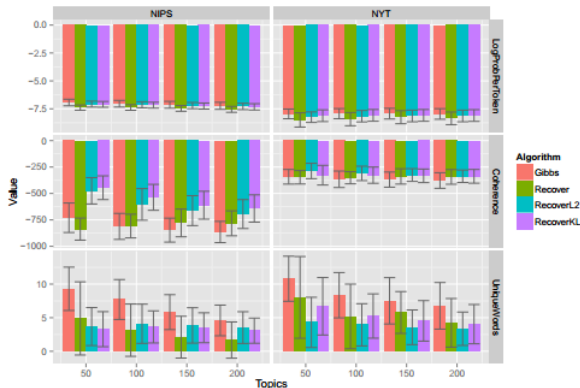 NIPS NYT
0.0
−2.5
−5.0
−7.5
LogProbPerToken
0
−250
−500
−750
−1000
Coherence
10
5
0
UniqueWords
50 100 150 200 50 100 150 200
Topics
Value
Algorithm
Gibbs
Recover
RecoverL2
RecoverKL